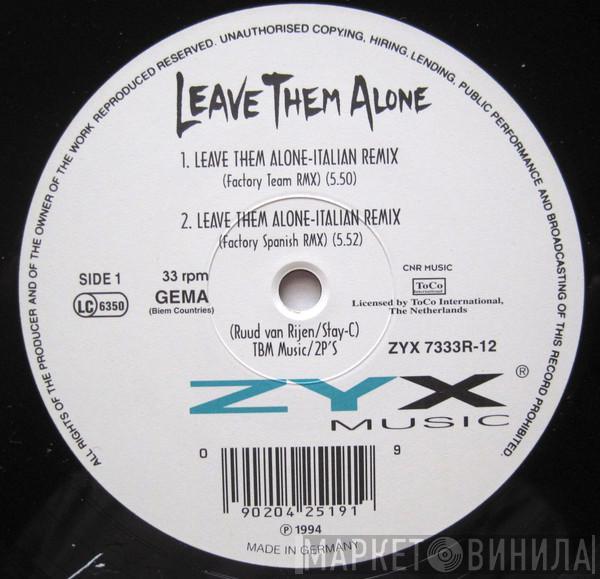 ALL RIGHTS OF THE PRODUCER AND OF THE OWNER OF THE WORK REPRODUCED RESERVED. UNAUTHORISED COPYING, HIRING, LENDING, PUBLIC PERFORMANCE AND BROADCASTING OF THIS RECORD PROHIBITED.
LEAVE THEM ALONE
1. LEAVE THEM ALONE-ITALIAN REMIX
(Factory Team RMX) (5.50)
2. LEAVE THEM ALONE-ITALIAN REMIX
(Factory Spanish RMX) (5.52)
SIDE 1
33 rpm
LC 6350
GEMA
(Biem Countries)
CNR MUSIC
ToCo
International
Licensed by ToCo International,
The Netherlands
(Ruud van Rijen/Stay-C)
TBM Music/2P'S
ZYX 7333R-12
ZYX ®
MUSIC
0 9
90204 25191
℗ 1994
MADE IN GERMANY
МАРКЕТ ВИНИЛА